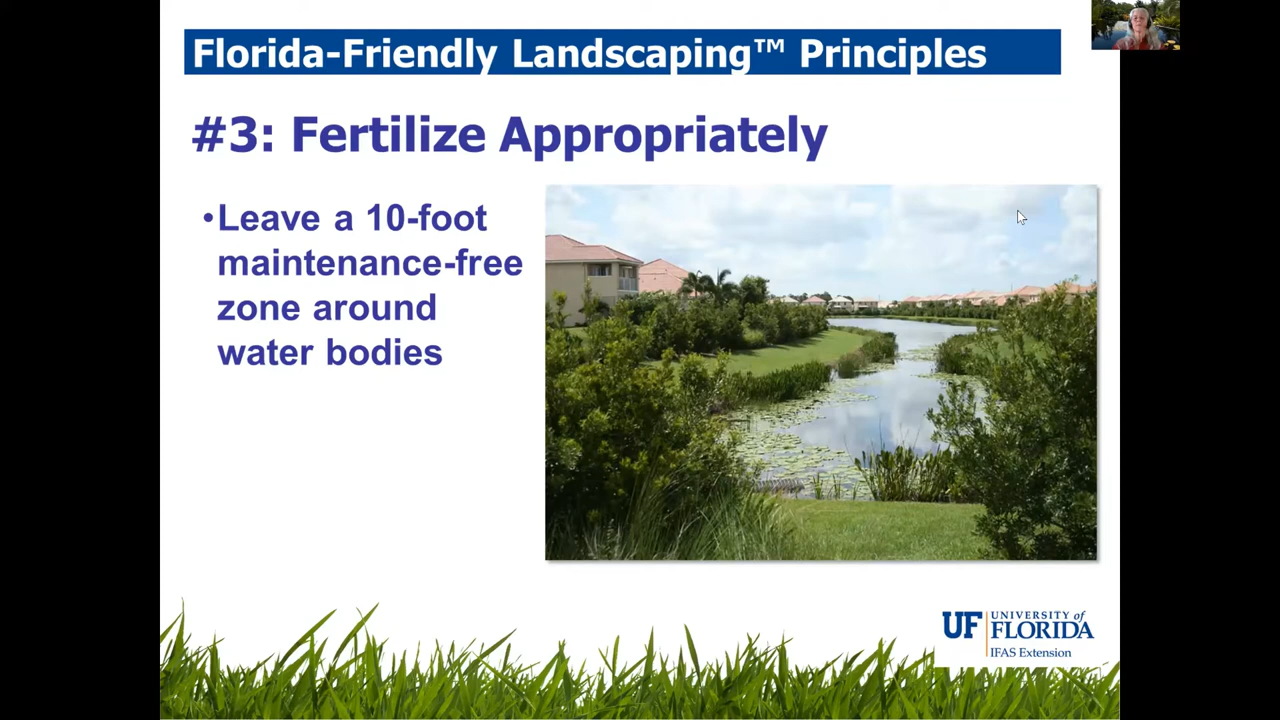 Florida-Friendly Landscaping™ Principles
#3: Fertilize Appropriately
•Leave a 10-foot
maintenance-free
zone around
water bodies
UF UNIVERSITY of
FLORIDA
IFAS Extension